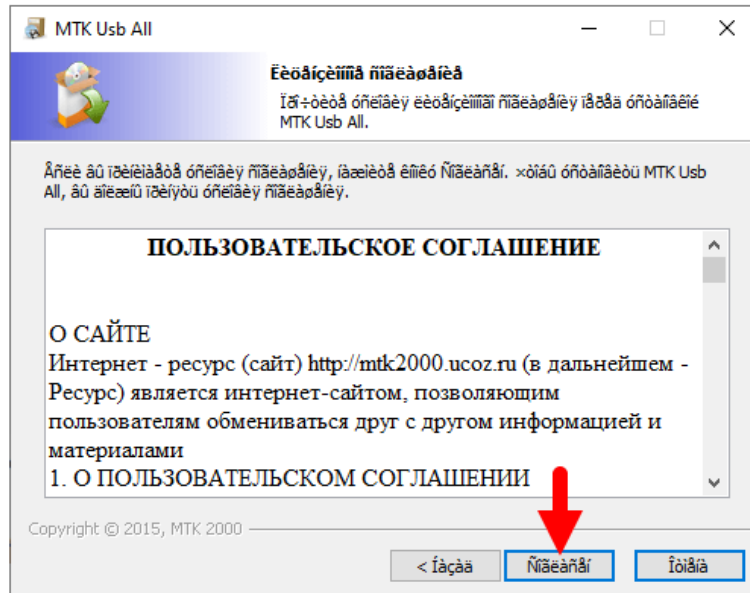 MTK Usb All
Ëèöåíçèîííîå ñîãëàøåíèå
Ïðî÷òèòå óñëîâèÿ ëèöåíçèîííîãî ñîãëàøåíèÿ ïåðåä óñòàíîâêîé
MTK Usb All.
Åñëè âû ïðèíèìàåòå óñëîâèÿ ñîãëàøåíèÿ, íàæìèòå êíîïêó Ñîãëàñåí. ×òîáû óñòàíîâèòü MTK Usb
All, âû äîëæíû ïðèíÿòü óñëîâèÿ ñîãëàøåíèÿ.
ПОЛЬЗОВАТЕЛЬСКОЕ СОГЛАШЕНИЕ
О САЙТЕ
Интернет - ресурс (сайт) http://mtk2000.ucoz.ru (в дальнейшем -
Ресурс) является интернет-сайтом, позволяющим
пользователям обмениваться друг с другом информацией и
материалами
1. О ПОЛЬЗОВАТЕЛЬСКОМ СОГЛАШЕНИИ
Copyright © 2015, MTK 2000
< Íàçàä
Ñîãëàñåí
Îòìåíà